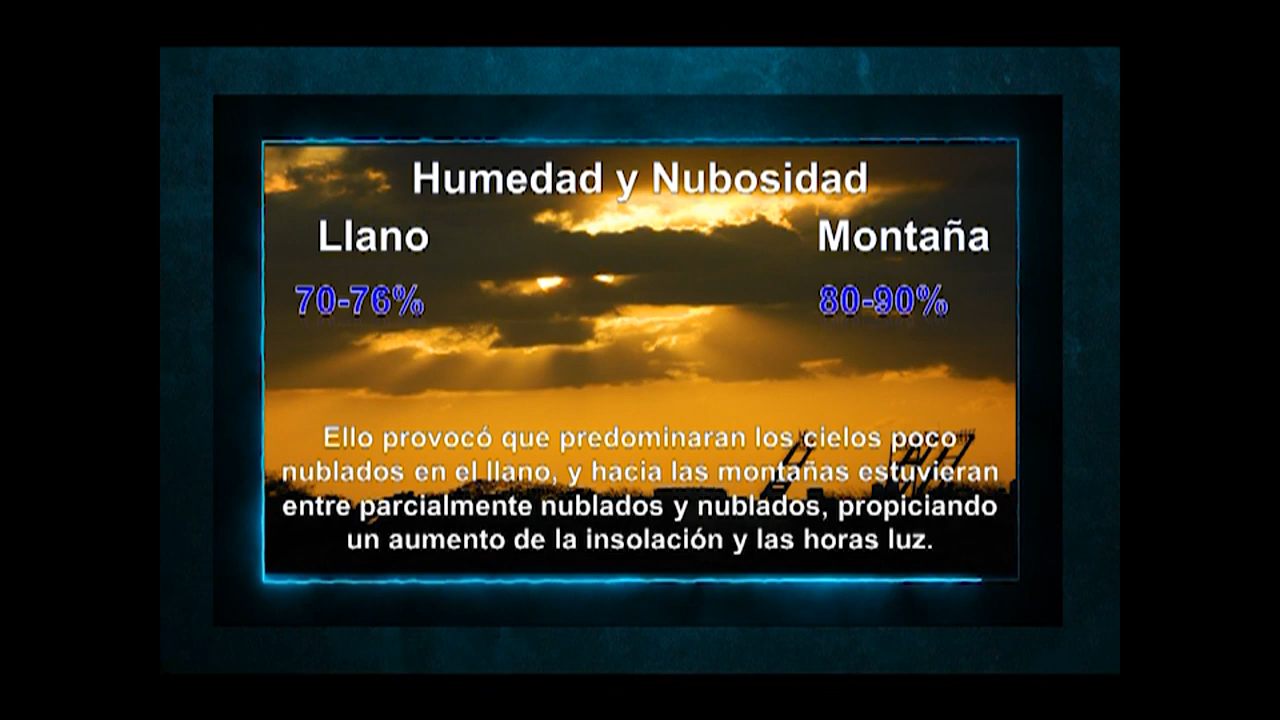 Humedad y Nubosidad
Llano Montaña
70-76% 80-90%
Ello provocó que predominaran los cielos poco
nublados en el llano, y hacia las montañas estuvieran
entre parcialmente nublados y nublados, propiciando
un aumento de la insolación y las horas luz.